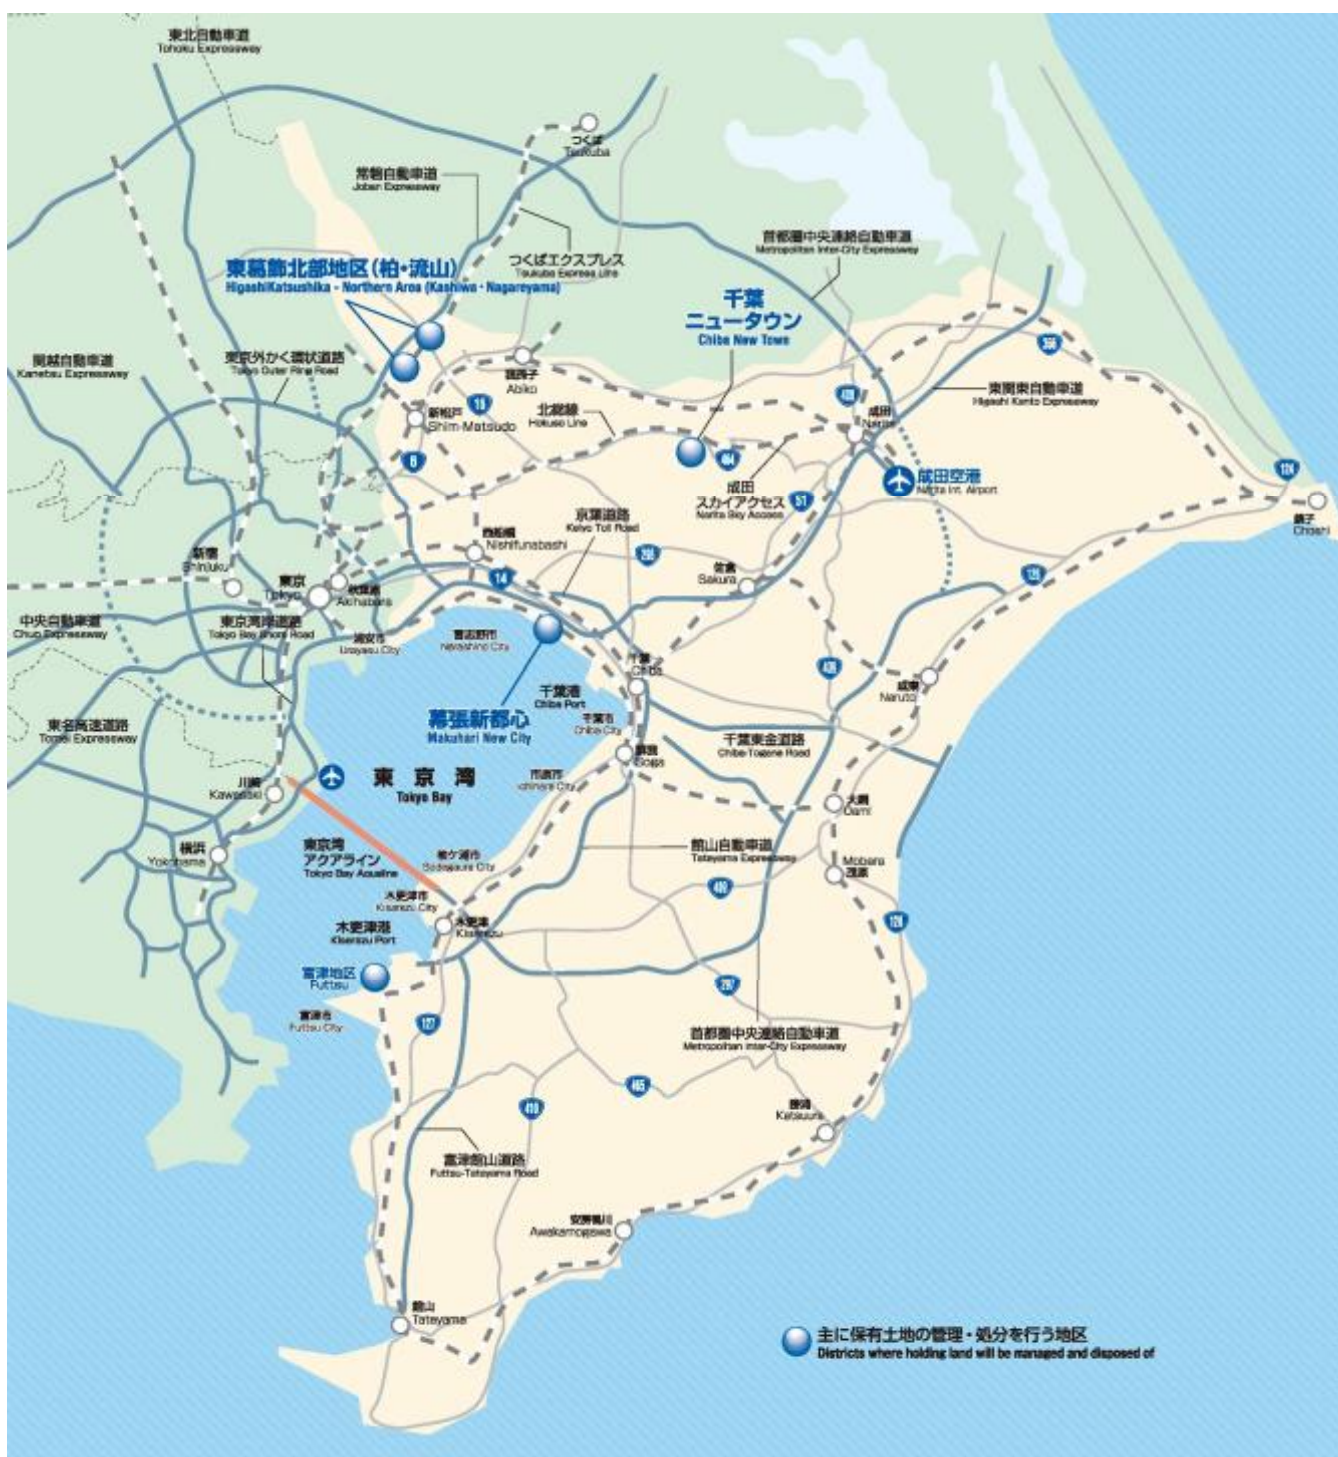 東北自動車道
Tohoku Expressway
つくば
Tsukuba
常磐自動車道
Joban Expressway
首都圏中央連絡自動車道
Metropolitan Inter-City Expressway
つくばエクスプレス
Tsukuba Express Line
東葛飾北部地区(柏・流山)
HigashiKatsushika - Northern Area (Kashiwa・Nagareyama)
千葉
ニュータウン
Chiba New Town
関越自動車道
Kanetsu Expressway
東京外かく環状道路
Tokyo Outer Ring Road
356
我孫子
Abiko
東関東自動車道
Higashi Kanto Expressway
16
408
新松戸
Shim-Matsudo
北総線
Hokuso Line
成田
Narita
6
464
成田空港
Narita Int. Airport
124
成田
スカイアクセス
Narita Sky Access
51
銚子
Choshi
京葉道路
Keiyo Toll Road
西船橋
Nishifunabashi
新宿
Shinjuku
296
東京
Tokyo
秋葉原
Akihabara
14
佐倉
Sakura
126
中央自動車道
Chuo Expressway
東京湾岸道路
Tokyo Bay Shore Road
浦安市
Urayasu City
習志野市
Narashino City
千葉
Chiba
409
成東
Naruto
千葉港
Chiba Port
幕張新都心
Makuhari New City
千葉市
Chiba City
東名高速道路
Tomei Expressway
千葉東金道路
Chiba-Togane Road
蘇我
Soga
川崎
Kawasaki
東京湾
Tokyo Bay
市原市
Ichihara City
大網
Oami
横浜
Yokohama
東京湾
アクアライン
Tokyo Bay Aqualine
袖ケ浦市
Sodegaura City
館山自動車道
Tateyama Expressway
Mobara
茂原
409
木更津市
Kisarazu City
128
木更津港
Kisarazu Port
木更津
Kisarazu
富津地区
Futtsu
297
富津市
Futtsu City
127
首都圏中央連絡自動車道
Metropolitan Inter-City Expressway
465
410
勝浦
Katsuura
富津館山道路
Futtsu-Tateyama Road
安房鴨川
Awakamogawa
館山
Tateyama
主に保有土地の管理・処分を行う地区
Districts where holding land will be managed and disposed of